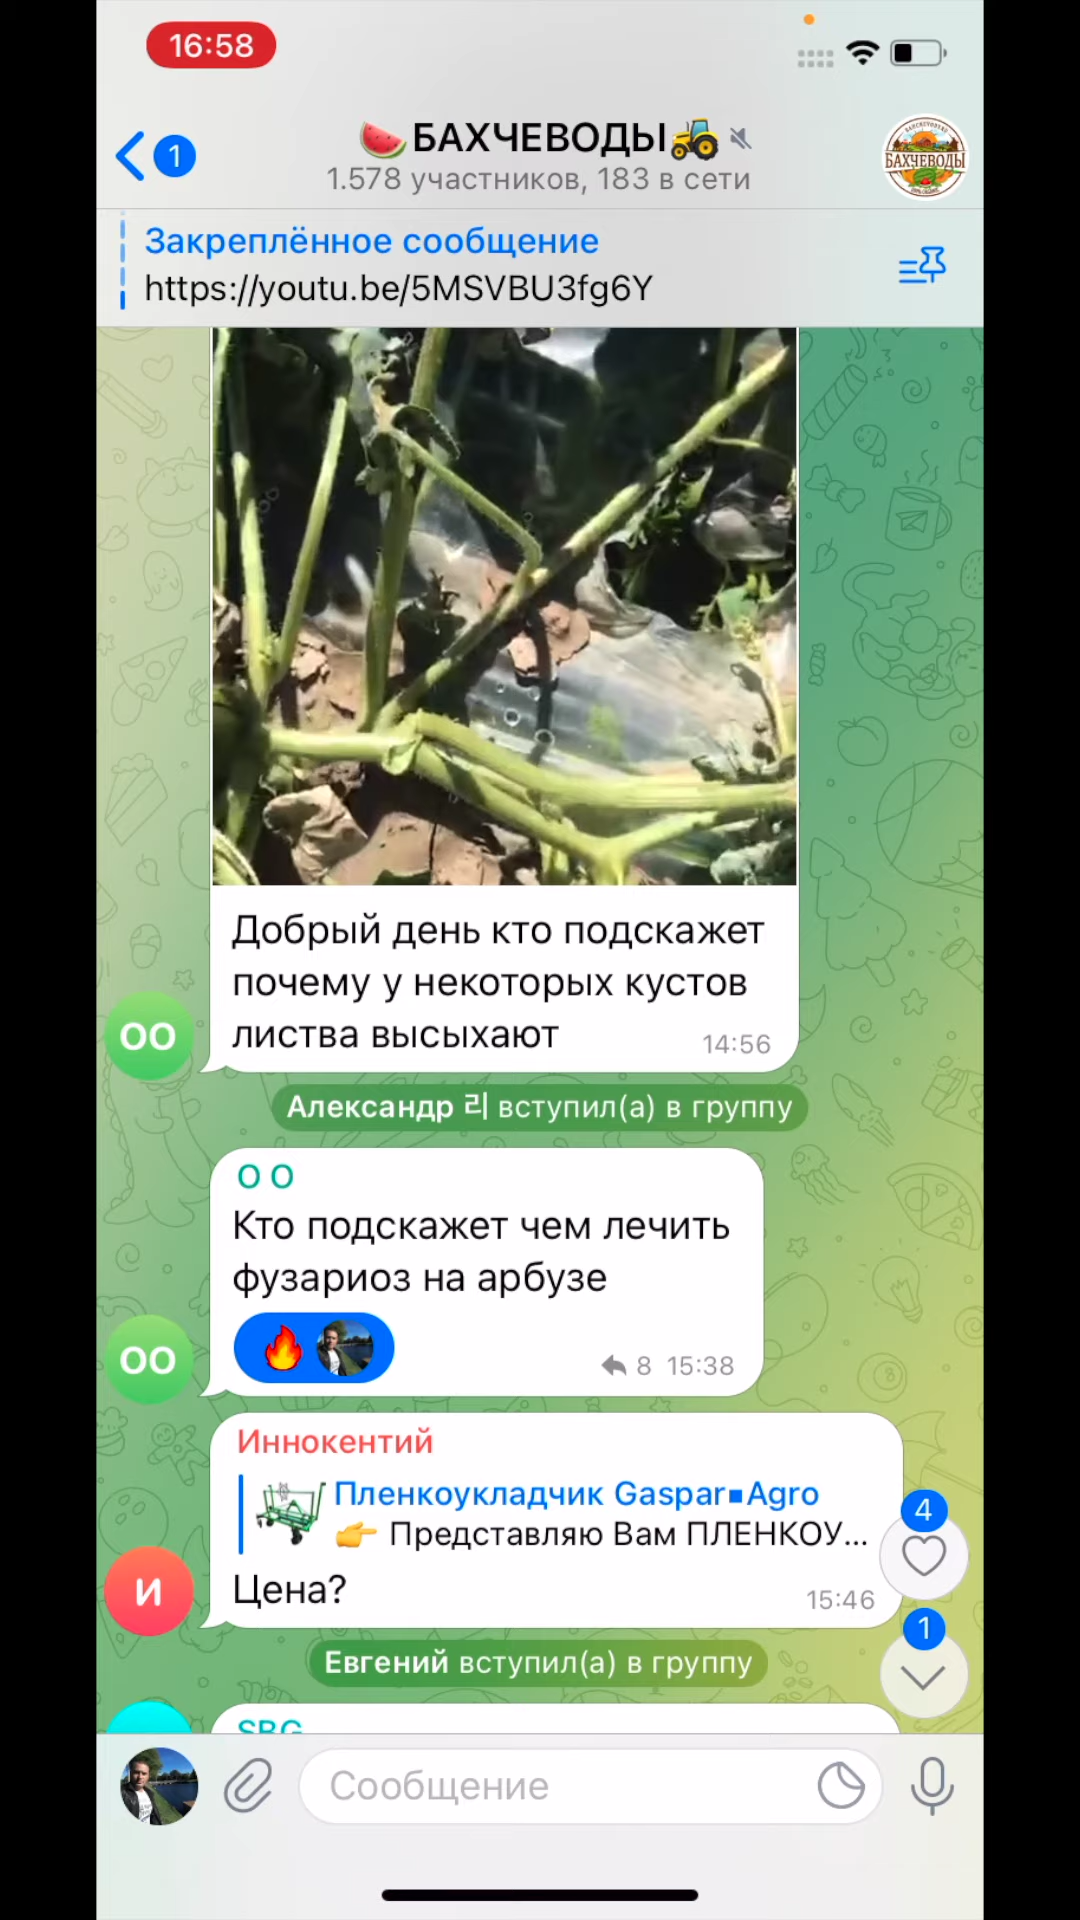 16:58
1
🍉БАХЧЕВОДЫ🚜
1.578 участников, 183 в сети
БАХЧЕВОДЫ
Закреплённое сообщение
https://youtu.be/5MSVBU3fg6Y
Добрый день кто подскажет
почему у некоторых кустов
листва высыхают
14:56
ОО
Александр 리 вступил(а) в группу
О О
Кто подскажет чем лечить
фузариоз на арбузе
🔥
8 15:38
ОО
Иннокентий
Пленкоукладчик Gaspar▪Agro
👉 Представляю Вам ПЛЕНКОУ...
4
Цена?
15:46
И
1
Евгений вступил(а) в группу
SBG
Сообщение